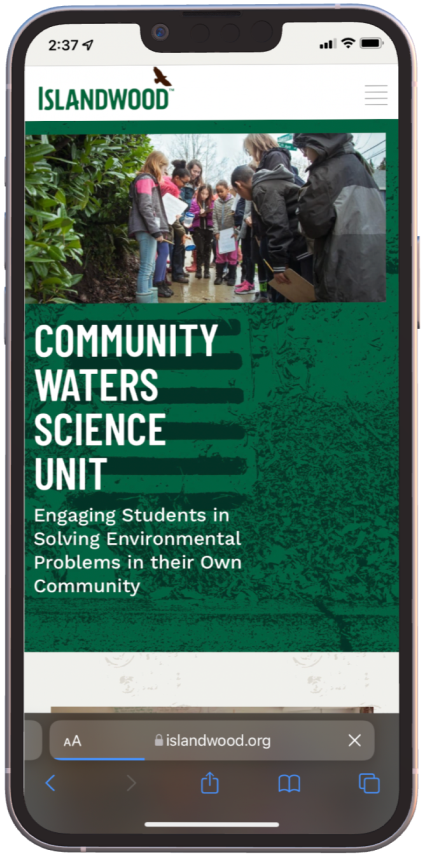 2:37
ISLANDWOOD™
COMMUNITY
WATERS
SCIENCE
UNIT
Engaging Students in
Solving Environmental
Problems in their Own
Community
AA
islandwood.org